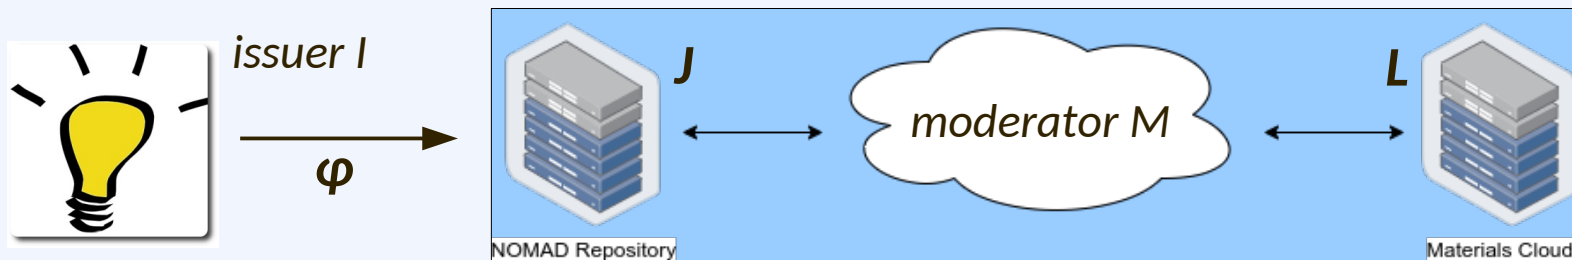 issuer I
φ
J
moderator M
L
NOMAD Repository
Materials Cloud